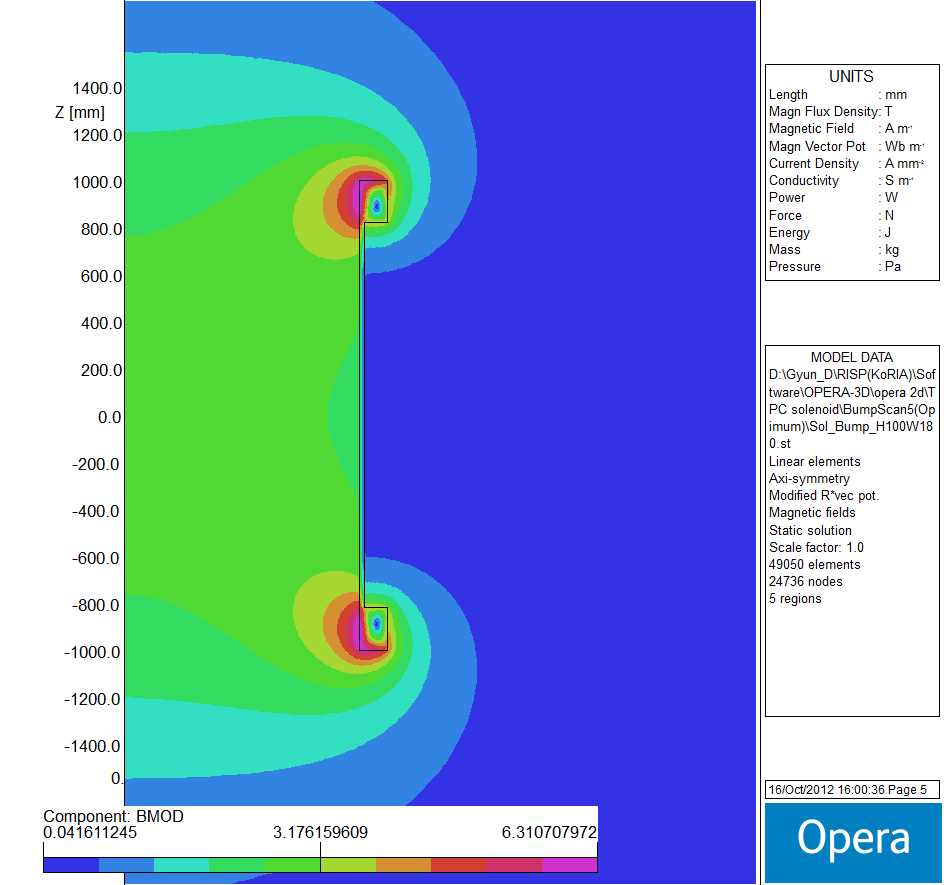 1400.0
Z [mm]
1200.0
1000.0
800.0
600.0
400.0
200.0
0.0
-200.0
-400.0
-600.0
-800.0
-1000.0
-1200.0
-1400.0
0.
Component: BMOD
0.041611245 3.176159609 6.310707972
UNITS
Length : mm
Magn Flux Density: T
Magnetic Field : A m⁻¹
Magn Vector Pot : Wb m⁻¹
Current Density : A mm⁻²
Conductivity : S m⁻¹
Power : W
Force : N
Energy : J
Mass : kg
Pressure : Pa
MODEL DATA
D:\Gyun_D\RISP(KoRIA)\Sof
tware\OPERA-3D\opera 2d\T
PC solenoid\BumpScan5(Op
imum)\Sol_Bump_H100W18
0.st
Linear elements
Axi-symmetry
Modified R*vec pot.
Magnetic fields
Static solution
Scale factor: 1.0
49050 elements
24736 nodes
5 regions
16/Oct/2012 16:00:36 Page 5
Opera